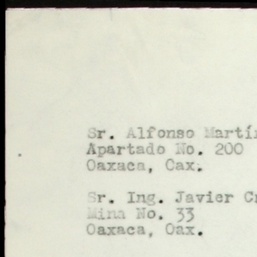 Sr. Alfonso Martí
Apartado No. 200
Oaxaca, Oax.
Sr. Ing. Javier C
Mina No. 33
Oaxaca, Oax.